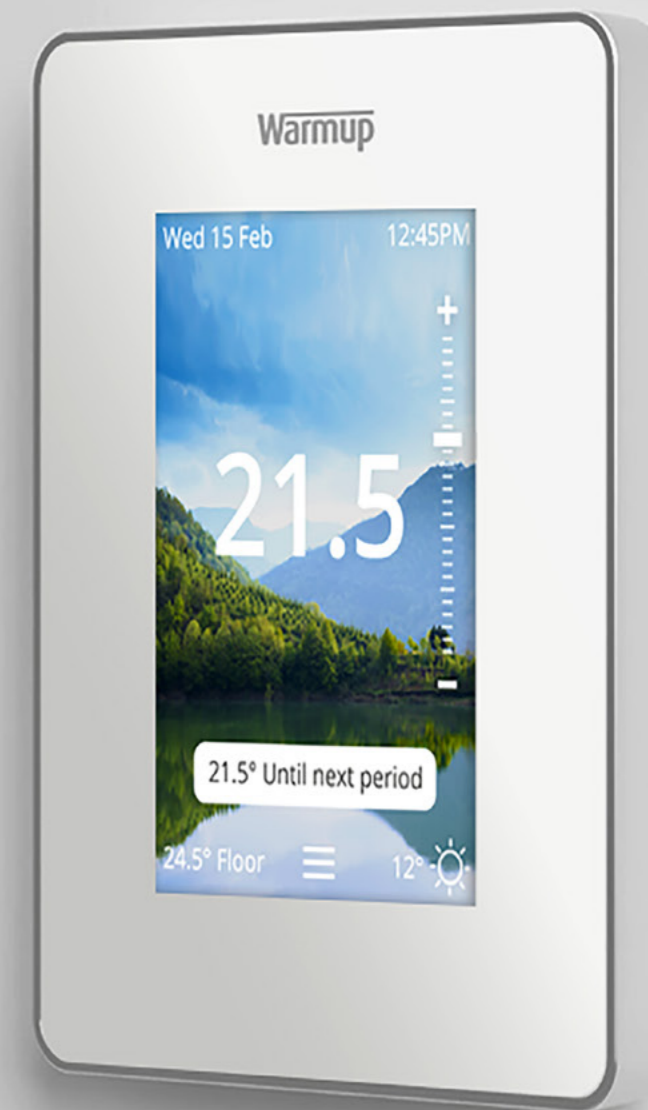 Warmup
Wed 15 Feb 12:45PM
+
21.5
-
21.5° Until next period
24.5° Floor 12°